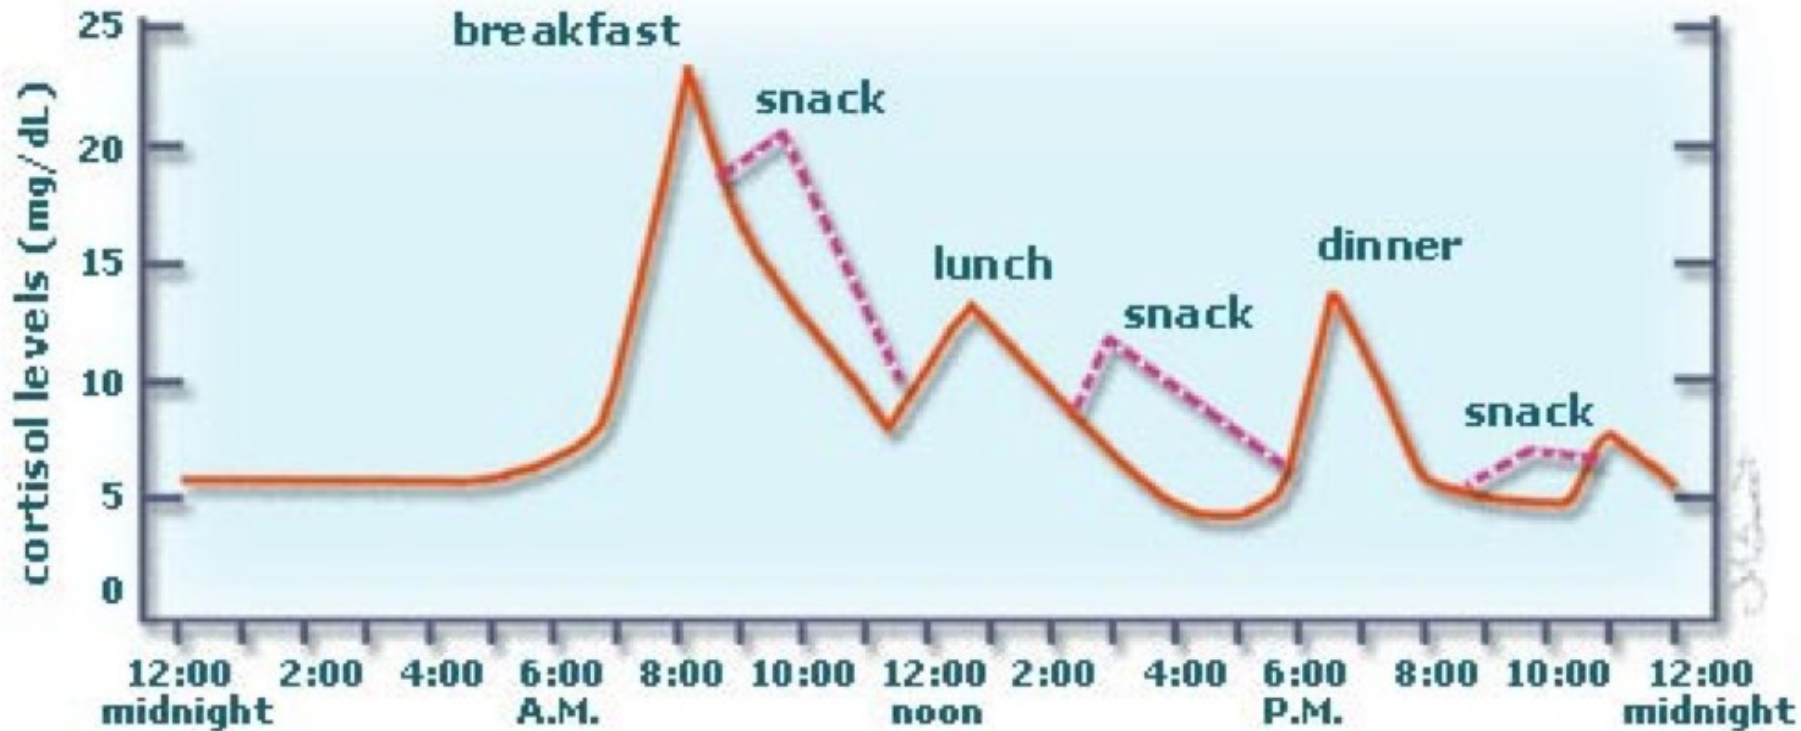 25
breakfast
snack
20
15
lunch
dinner
snack
10
snack
5
0
cortisol levels (mg/dL)
12:00 2:00 4:00 6:00 8:00 10:00 12:00 2:00 4:00 6:00 8:00 10:00 12:00
midnight A.M. noon P.M. midnight